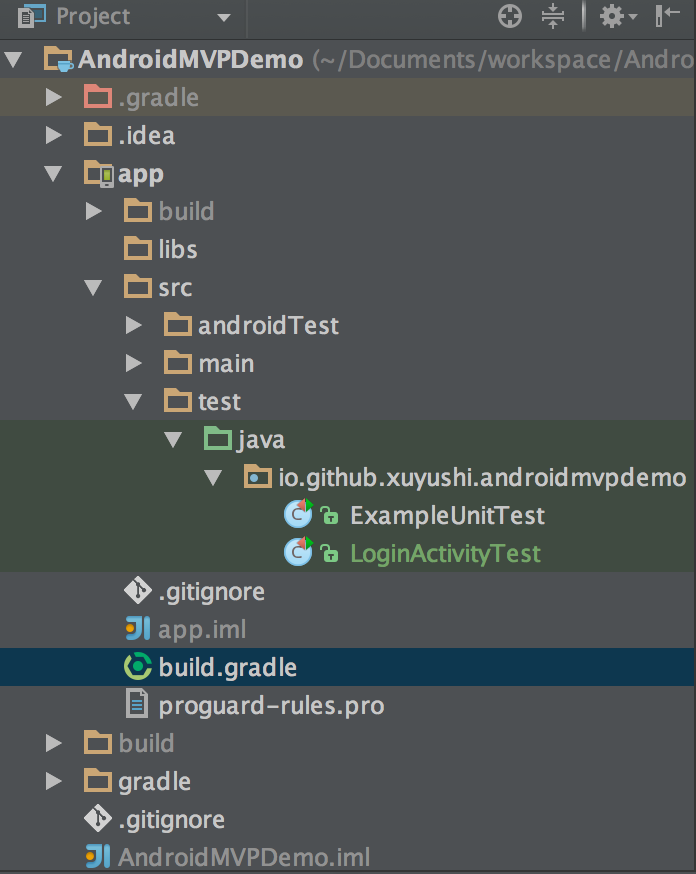 Project
AndroidMVPDemo (~/Documents/workspace/Andro
.gradle
.idea
app
build
libs
src
androidTest
main
test
java
io.github.xuyushi.androidmvpdemo
ExampleUnitTest
LoginActivityTest
.gitignore
app.iml
build.gradle
proguard-rules.pro
build
gradle
.gitignore
AndroidMVPDemo.iml